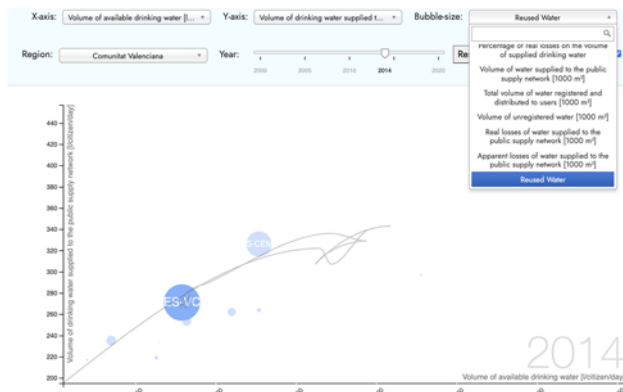 X-axis: Volume of available drinking water [l... Y-axis: Volume of drinking water supplied t... Bubble-size: Reused Water
Region: Comunitat Valenciana Year: 2000 2005 2010 2014 2020 Re
Percentage of real losses on the volume
of supplied drinking water
Volume of water supplied to the public
supply network [1000 m³]
Total volume of water registered and
distributed to users [1000 m³]
Volume of unregistered water [1000 m³]
Real losses of water supplied to the
public supply network [1000 m³]
Apparent losses of water supplied to the
public supply network [1000 m³]
Reused Water
Volume of drinking water supplied to the public supply network [l/citizen/day]
440
420
400
380
360
340
320
300
280
260
240
220
200
S-CEM
ES-VC
2014
Volume of available drinking water [l/citizen/day]